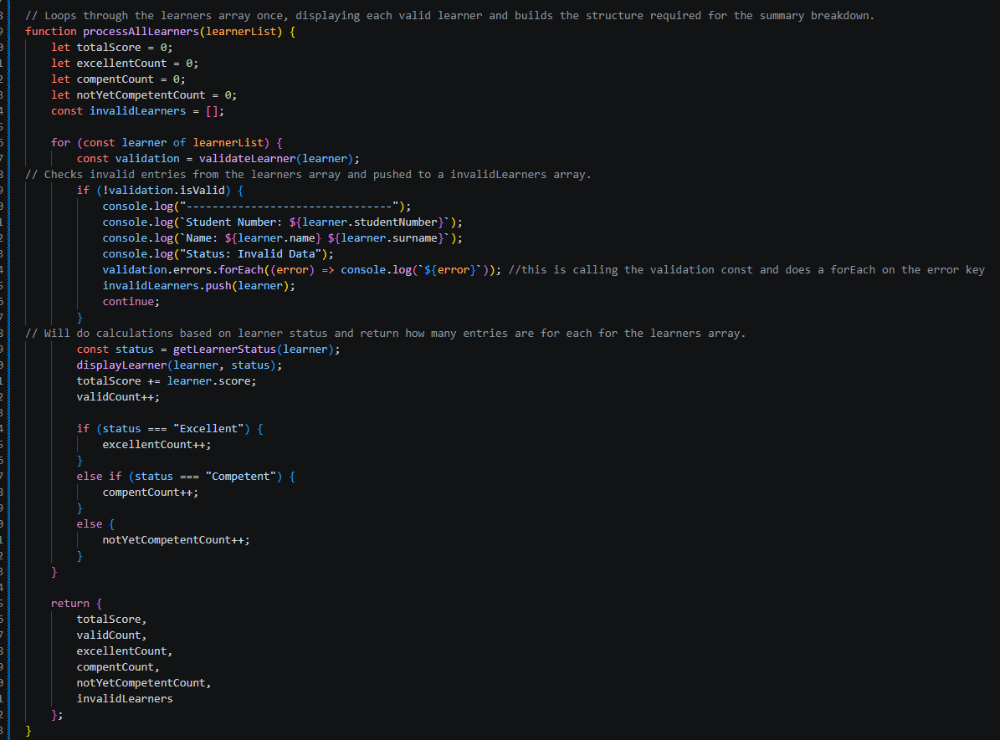 // Loops through the learners array once, displaying each valid learner and builds the structure required for the summary breakdown.
function processAllLearners(learnerList) {
    let totalScore = 0;
    let excellentCount = 0;
    let compentCount = 0;
    let notYetCompetentCount = 0;
    const invalidLearners = [];

    for (const learner of learnerList) {
        const validation = validateLearner(learner);
// Checks invalid entries from the learners array and pushed to a invalidLearners array.
        if (!validation.isValid) {
            console.log("--------------------------------");
            console.log(`Student Number: ${learner.studentNumber}`);
            console.log(`Name: ${learner.name} ${learner.surname}`);
            console.log("Status: Invalid Data");
            validation.errors.forEach((error) => console.log(`${error}`)); //this is calling the validation const and does a forEach on the error key
            invalidLearners.push(learner);
            continue;
        }
// Will do calculations based on learner status and return how many entries are for each for the learners array.
        const status = getLearnerStatus(learner);
        displayLearner(learner, status);
        totalScore += learner.score;
        validCount++;

        if (status === "Excellent") {
            excellentCount++;
        }
        else if (status === "Competent") {
            compentCount++;
        }
        else {
            notYetCompetentCount++;
        }
    }

    return {
        totalScore,
        validCount,
        excellentCount,
        compentCount,
        notYetCompetentCount,
        invalidLearners
    };
}